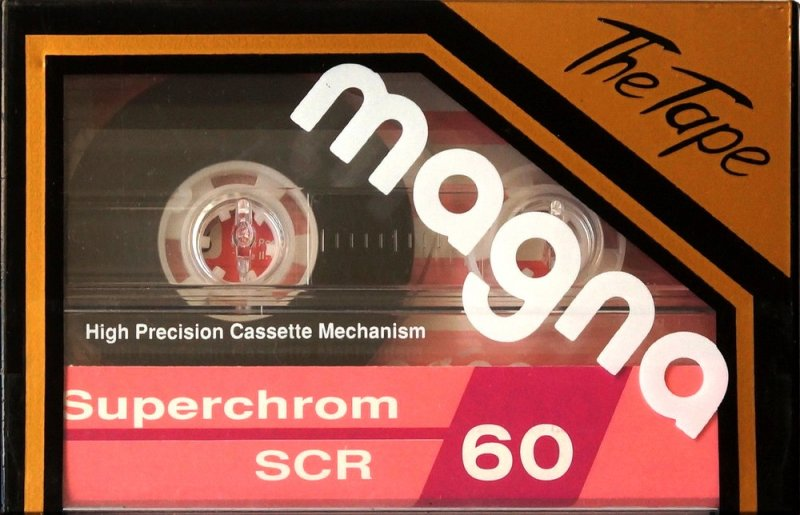 The Tape
magna
High Precision Cassette Mechanism
Superchrom
SCR
60